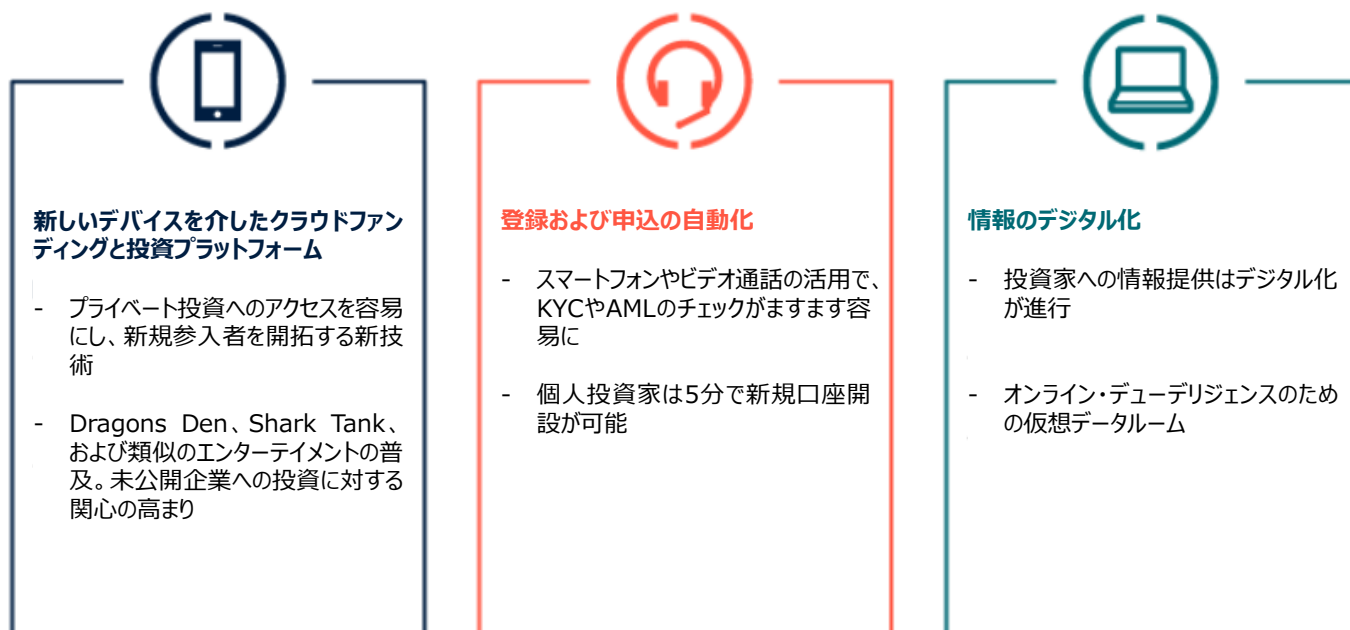 新しいデバイスを介したクラウドファン
ディングと投資プラットフォーム
- プライベート投資へのアクセスを容易
にし、新規参入者を開拓する新技
術
- Dragons Den、Shark Tank、
および類似のエンターテイメントの普
及。未公開企業への投資に対する
関心の高まり
登録および申込の自動化
- スマートフォンやビデオ通話の活用で、
KYCやAMLのチェックがますます容
易に
- 個人投資家は5分で新規口座開
設が可能
情報のデジタル化
- 投資家への情報提供はデジタル化
が進行
- オンライン・デューデリジェンスのため
の仮想データルーム